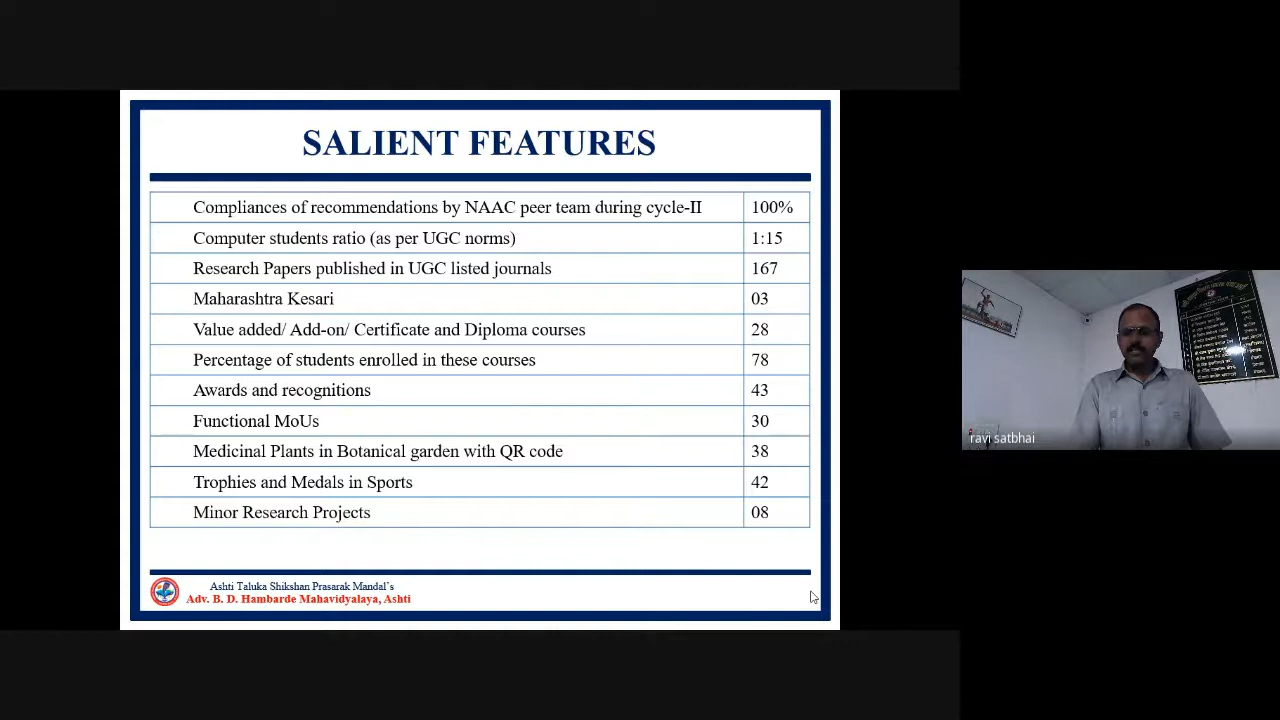 SALIENT FEATURES
Compliances of recommendations by NAAC peer team during cycle-II 100%
Computer students ratio (as per UGC norms) 1:15
Research Papers published in UGC listed journals 167
Maharashtra Kesari 03
Value added/ Add-on/ Certificate and Diploma courses 28
Percentage of students enrolled in these courses 78
Awards and recognitions 43
Functional MoUs 30
Medicinal Plants in Botanical garden with QR code 38
Trophies and Medals in Sports 42
Minor Research Projects 08
Ashti Taluka Shikshan Prasarak Mandal's
Adv. B. D. Hambarde Mahavidyalaya, Ashti
ravi satbhai